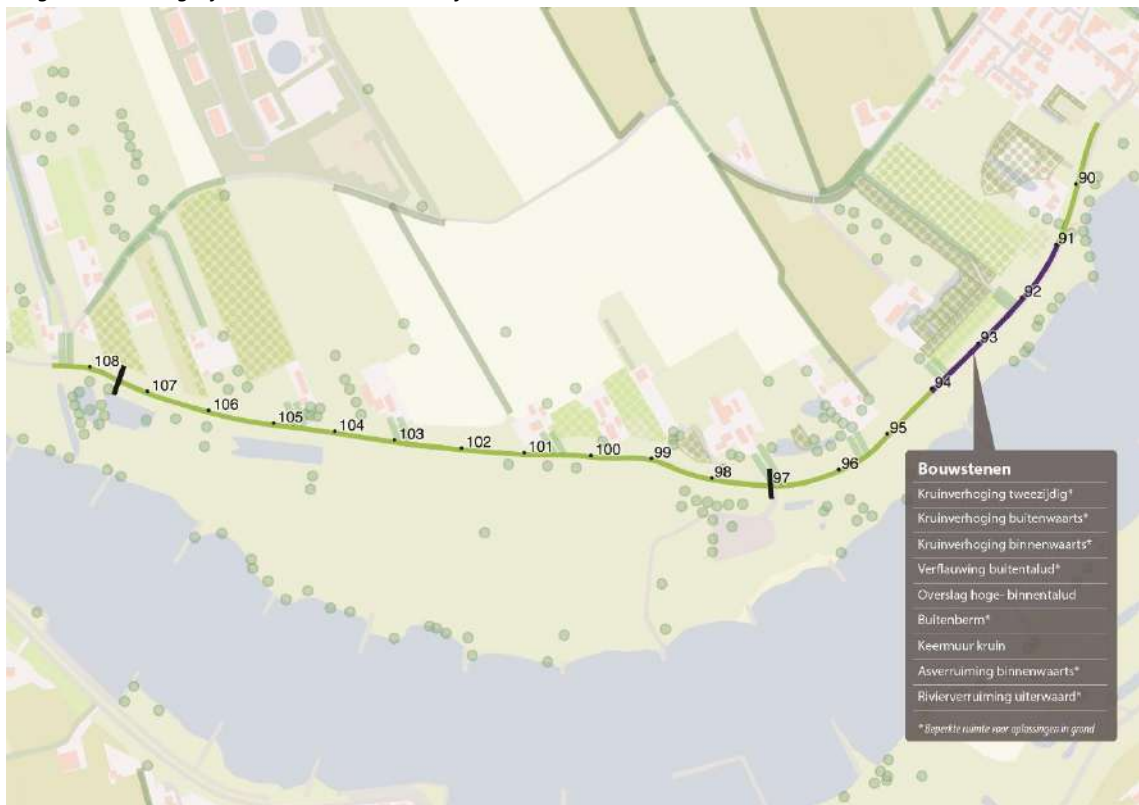 90
91
92
93
94
95
96
97
98
99
100
101
102
103
104
105
106
107
108
Bouwstenen
Kruinverhoging tweezijdig*
Kruinverhoging buitenwaarts*
Kruinverhoging binnenwaarts*
Verflauwing buitentalud*
Overslag hoge- binnentalud
Buitenberm*
Keermuur kruin
Asverruiming binnenwaarts*
Rivierverruiming uiterwaard*
* Beperkte ruimte voor oplossingen in grond